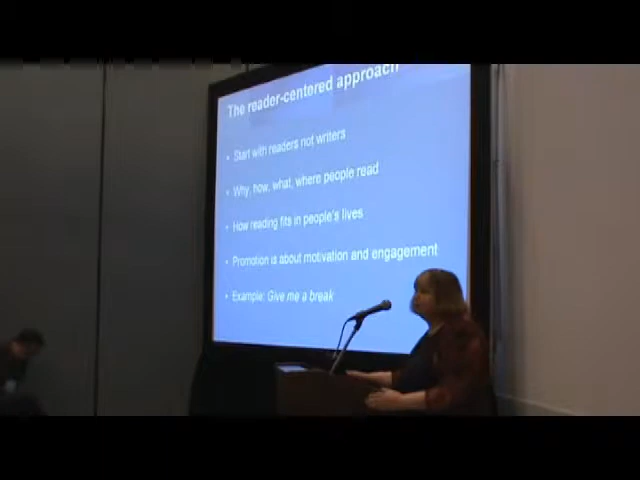 The reader-centered approach
• Start with readers not writers
• Why, how, what, where people read
• How reading fits in people's lives
• Promotion is about motivation and engagement
• Example: Give me a break